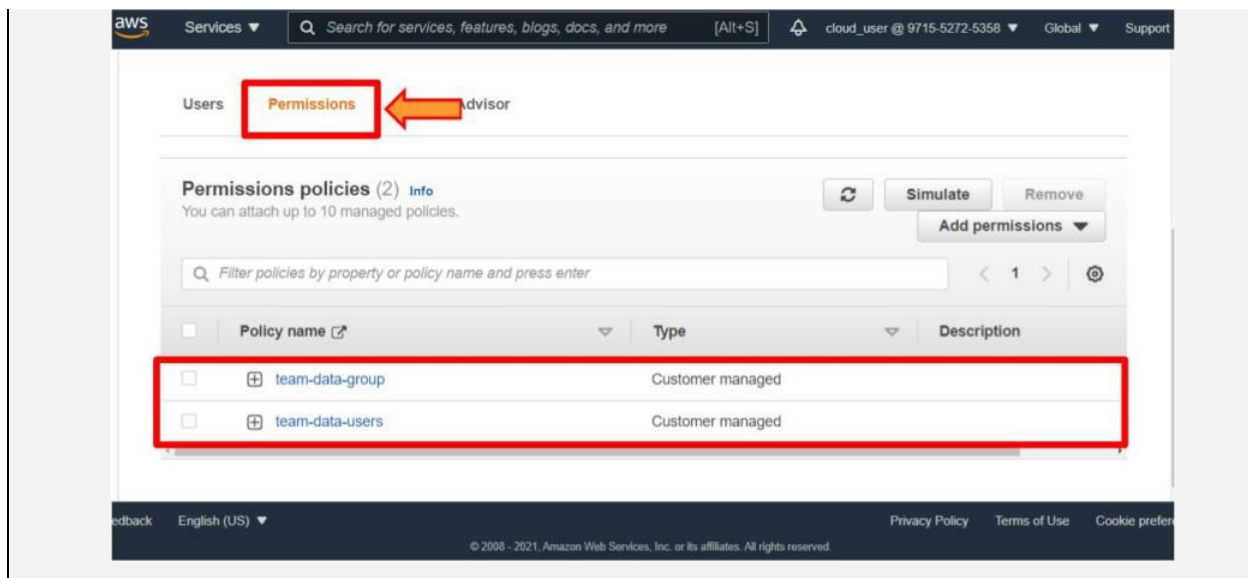 aws Services ▼ Search for services, features, blogs, docs, and more [Alt+S] cloud_user @ 9715-5272-5358 ▼ Global ▼ Support
Users Permissions Advisor
Permissions policies (2) Info
You can attach up to 10 managed policies.
Simulate Remove
Add permissions ▼
Filter policies by property or policy name and press enter
< 1 >
Policy name Type Description
team-data-group Customer managed
team-data-users Customer managed
edback English (US) ▼ Privacy Policy Terms of Use Cookie prefer
© 2008 - 2021, Amazon Web Services, Inc. or its affiliates. All rights reserved.